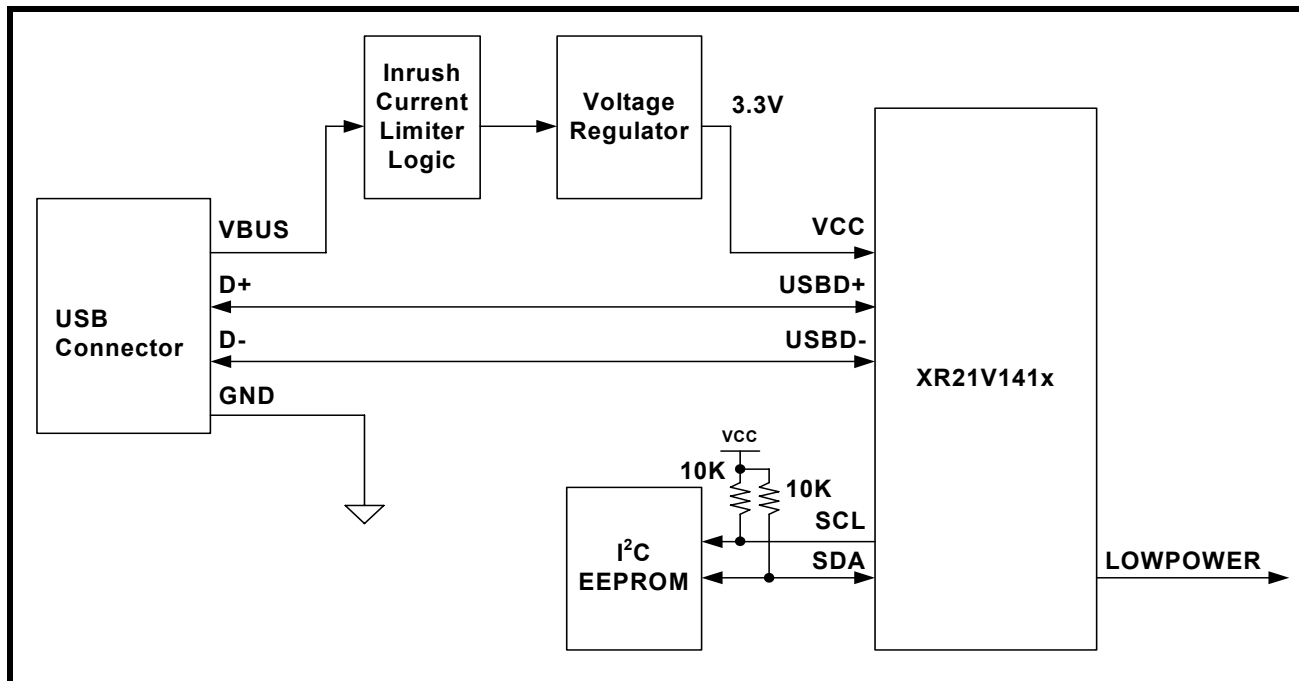 Inrush
Current
Limiter
Logic
Voltage
Regulator
3.3V
VBUS
VCC
D+
USBD+
USB
Connector
D-
USBD-
XR21V141x
GND
VCC
10K
10K
SCL
I²C
EEPROM
SDA
LOWPOWER